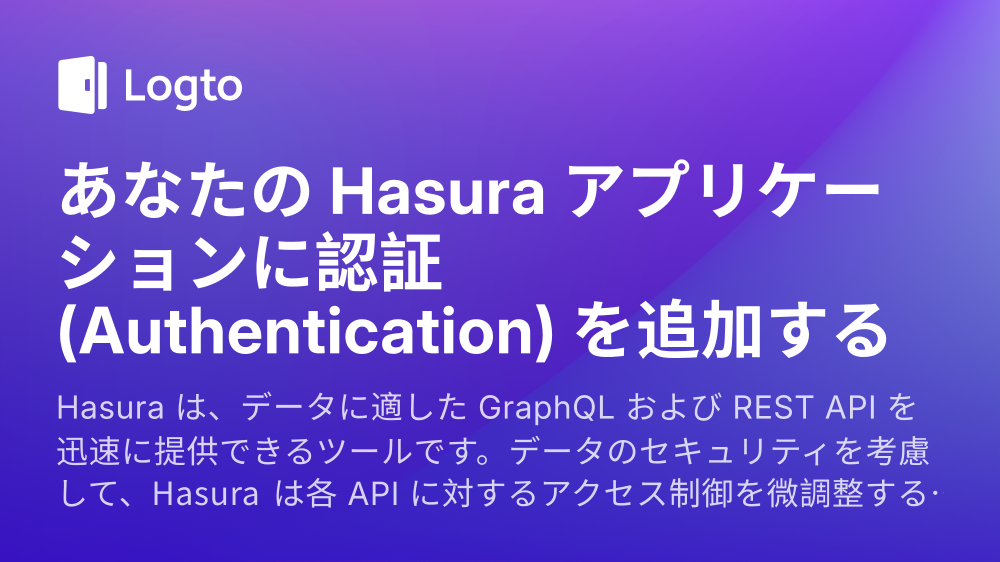 Logto
あなたの Hasura アプリケー
ションに認証
(Authentication) を追加する
Hasura は、データに適した GraphQL および REST API を
迅速に提供できるツールです。データのセキュリティを考慮
して、Hasura は各 API に対するアクセス制御を微調整する·